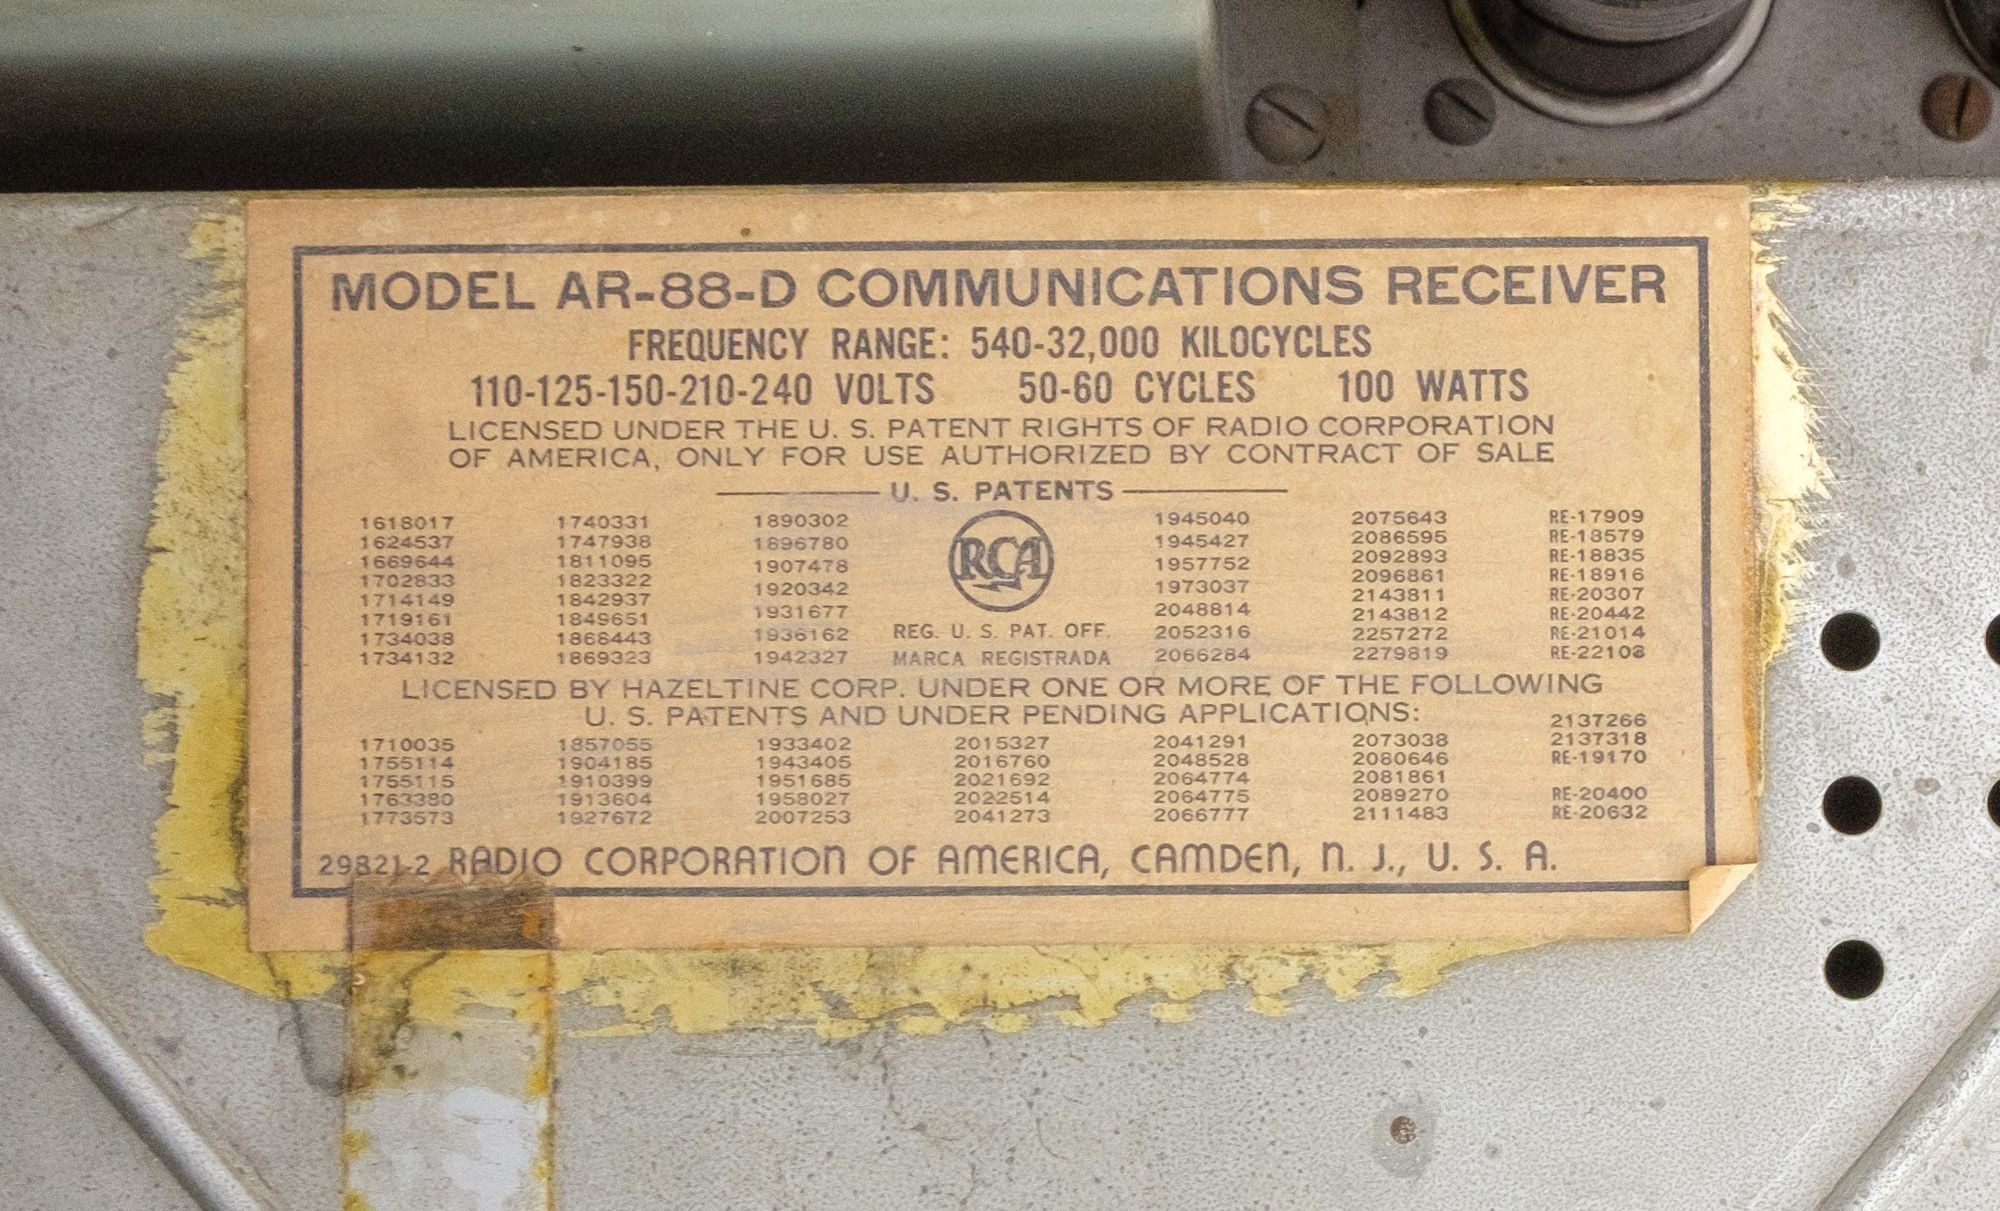 MODEL AR-88-D COMMUNICATIONS RECEIVER
FREQUENCY RANGE: 540-32,000 KILOCYCLES
110-125-150-210-240 VOLTS 50-60 CYCLES 100 WATTS
LICENSED UNDER THE U. S. PATENT RIGHTS OF RADIO CORPORATION
OF AMERICA, ONLY FOR USE AUTHORIZED BY CONTRACT OF SALE
U. S. PATENTS
1618017 1740331 1890302 1945040 2075643 RE-17909
1624537 1747938 1896780 1945427 2086595 RE-18579
1669644 1811095 1907478 RCA 1957752 2092893 RE-18835
1702833 1823322 1920342 1973037 2096861 RE-18916
1714149 1842937 1931677 2048814 2143811 RE-20307
1719161 1849651 2143812 RE-20442
1734038 1868443 1936162 REG. U. S. PAT. OFF. 2052316 2257272 RE-21014
1734132 1869323 1942327 MARCA REGISTRADA 2066284 2279819 RE-22108
LICENSED BY HAZELTINE CORP. UNDER ONE OR MORE OF THE FOLLOWING
U. S. PATENTS AND UNDER PENDING APPLICATIONS: 2137266
1710035 1857055 1933402 2015327 2041291 2073038 2137318
1755114 1904185 1943405 2016760 2048528 2080646 RE-19170
1755115 1910399 1951685 2021692 2064774 2081861
1763380 1913604 1958027 2022514 2064775 2089270 RE-20400
1773573 1927672 2007253 2041273 2066777 2111483 RE-20632
29821-2 RADIO CORPORATION OF AMERICA, CAMDEN, N. J., U. S. A.